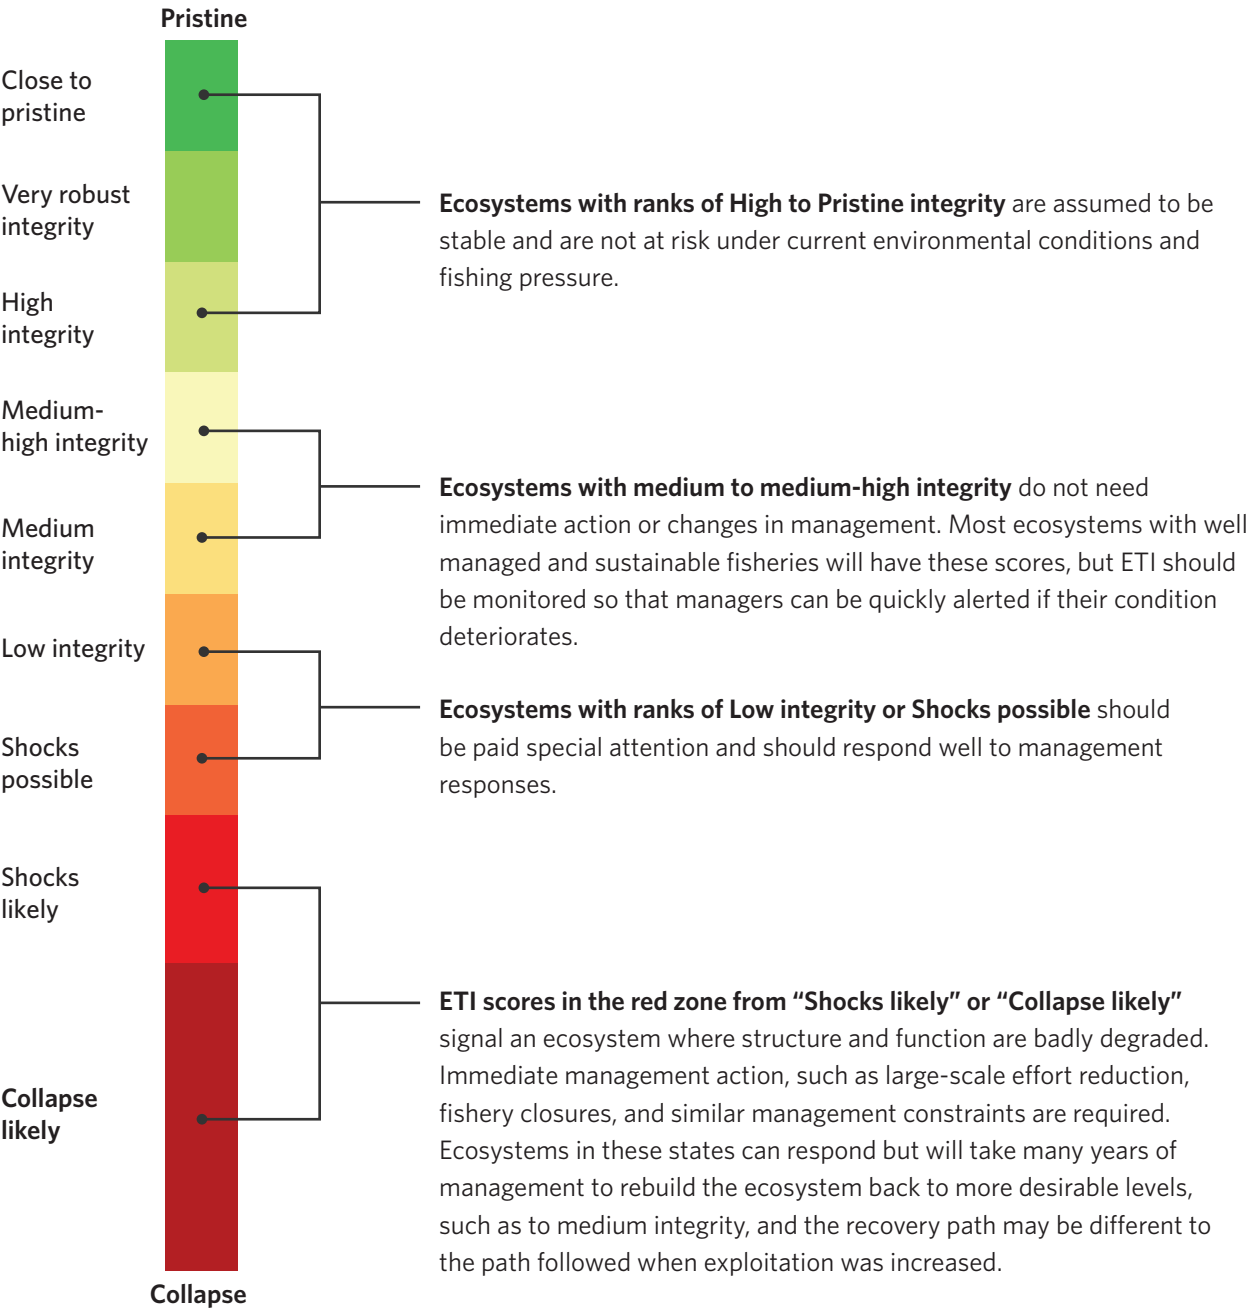 Pristine
Close to
pristine
Very robust
integrity
High
integrity
Ecosystems with ranks of High to Pristine integrity are assumed to be
stable and are not at risk under current environmental conditions and
fishing pressure.
Medium-
high integrity
Medium
integrity
Ecosystems with medium to medium-high integrity do not need
immediate action or changes in management. Most ecosystems with well
managed and sustainable fisheries will have these scores, but ETI should
be monitored so that managers can be quickly alerted if their condition
deteriorates.
Low integrity
Shocks
possible
Ecosystems with ranks of Low integrity or Shocks possible should
be paid special attention and should respond well to management
responses.
Shocks
likely
Collapse
likely
ETI scores in the red zone from “Shocks likely” or “Collapse likely”
signal an ecosystem where structure and function are badly degraded.
Immediate management action, such as large-scale effort reduction,
fishery closures, and similar management constraints are required.
Ecosystems in these states can respond but will take many years of
management to rebuild the ecosystem back to more desirable levels,
such as to medium integrity, and the recovery path may be different to
the path followed when exploitation was increased.
Collapse